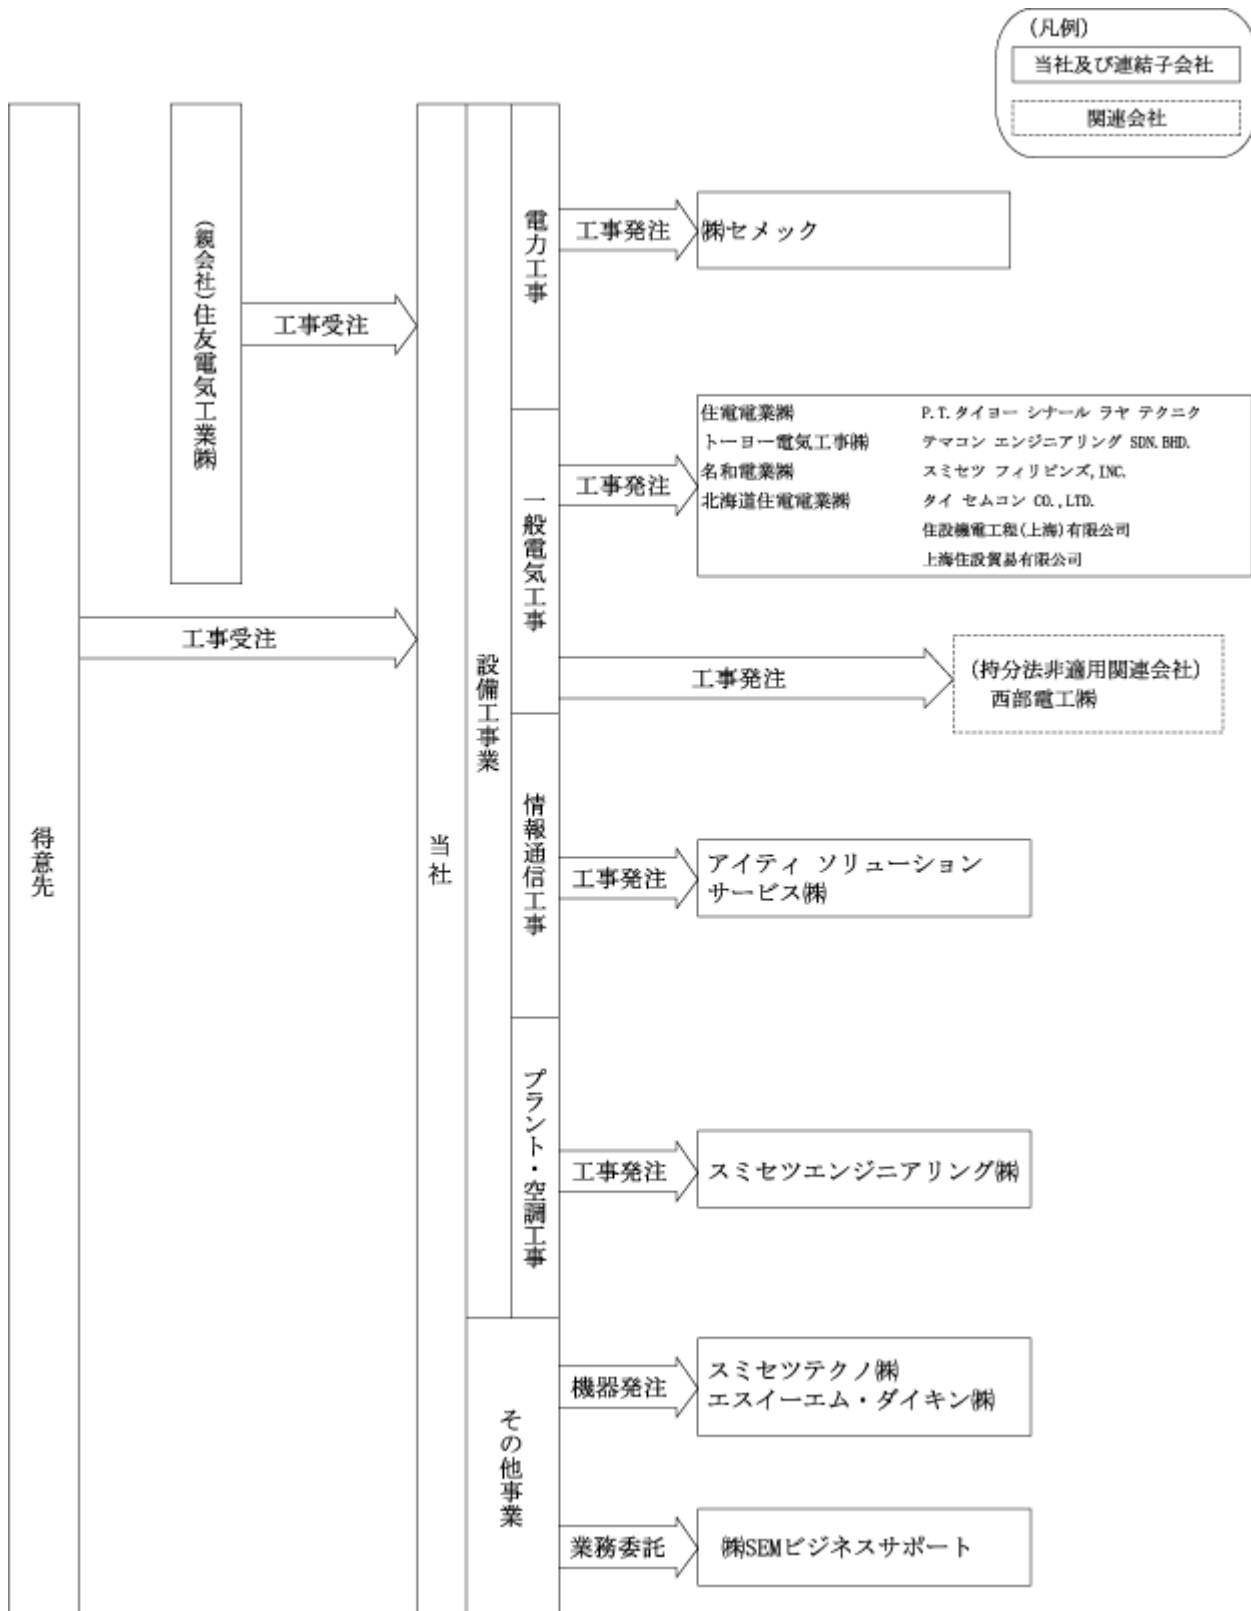 (凡例)
当社及び連結子会社
関連会社
得意先
(親会社)住友電気工業㈱
工事受注
工事受注
当社
設備工事業
その他事業
電力工事
工事発注
㈱セメック
一般電気工事
工事発注
住電電業㈱
トーヨー電気工事㈱
名和電業㈱
北海道住電電業㈱
P.T.タイヨー シナール ラヤ テクニク
テマコン エンジニアリング SDN.BHD.
スミセツ フィリピンズ,INC.
タイ セムコン CO.,LTD.
住設機電工程(上海)有限公司
上海住設貿易有限公司
工事発注
(持分法非適用関連会社)
西部電工㈱
情報通信工事
工事発注
アイティ ソリューション
サービス㈱
プラント・空調工事
工事発注
スミセツエンジニアリング㈱
機器発注
スミセツテクノ㈱
エスイーエム・ダイキン㈱
業務委託
㈱SEMビジネスサポート